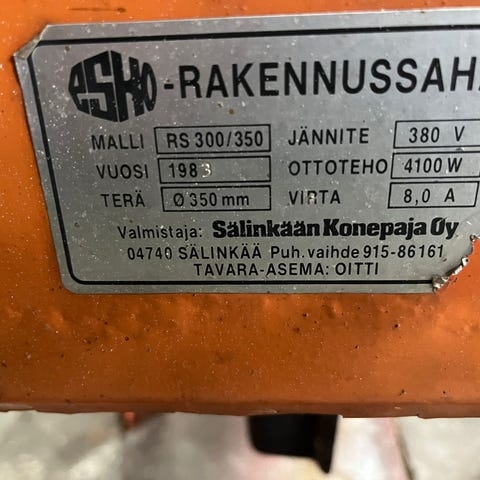 esko -RAKENNUSSAHA
MALLI RS 300/350 JÄNNITE 380 V
VUOSI 1983 OTTOTEHO 4100 W
TERÄ Ø 350 mm VIRTA 8,0 A
Valmistaja: Sälinkään Konepaja Oy
04740 SÄLINKÄÄ Puh. vaihde 915-86161
TAVARA-ASEMA: OITTI